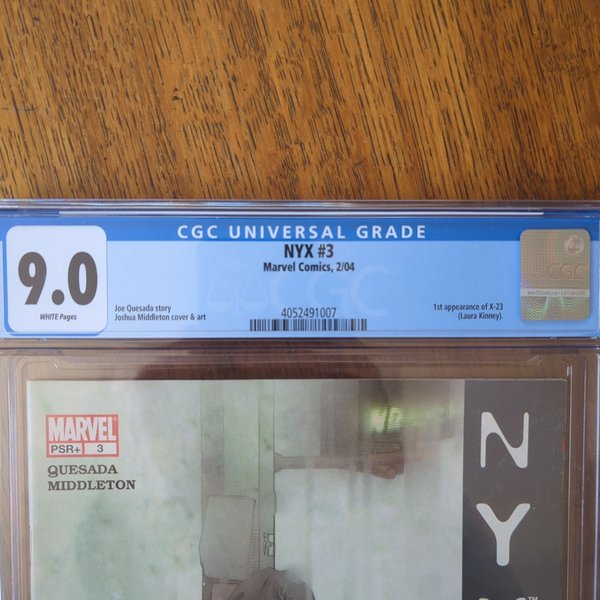 CGC UNIVERSAL GRADE
9.0
WHITE Pages
NYX #3
Marvel Comics, 2/04
Joe Quesada story
Joshua Middleton cover & art
4052491007
1st appearance of X-23
(Laura Kinney).
CGC
MARVEL
PSR+ 3
QUESADA
MIDDLETON
N
Y